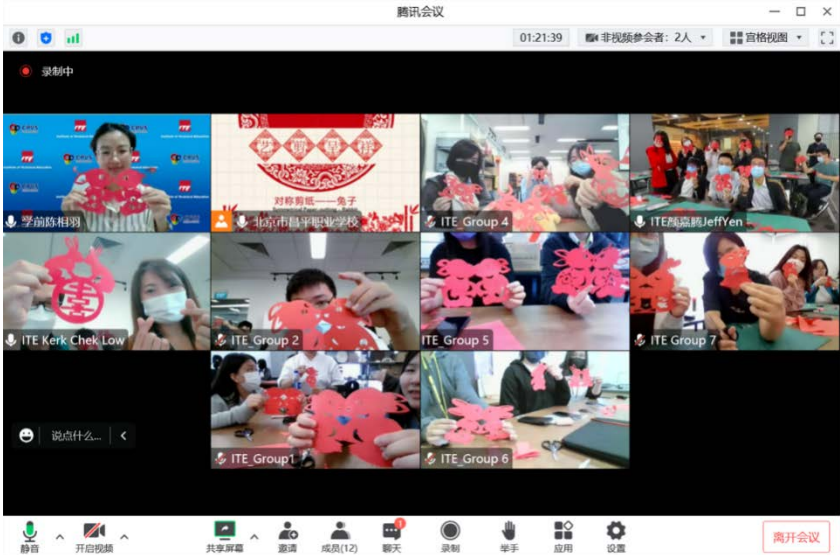 腾讯会议
01:21:39
非视频参会者：2人
宫格视图
录制中
学前陈相羽
艺剪呈祥
对称剪纸——兔子
北京市昌平职业学校
ITE_Group 4
ITE颜嘉腾JeffYen
ITE Kerk Chek Low
ITE_Group 2
ITE_Group 5
ITE Group 7
说点什么...
ITE_Group1
ITE_Group 6
静音
开启视频
共享屏幕
邀请
成员(12)
1
聊天
录制
举手
应用
设置
离开会议